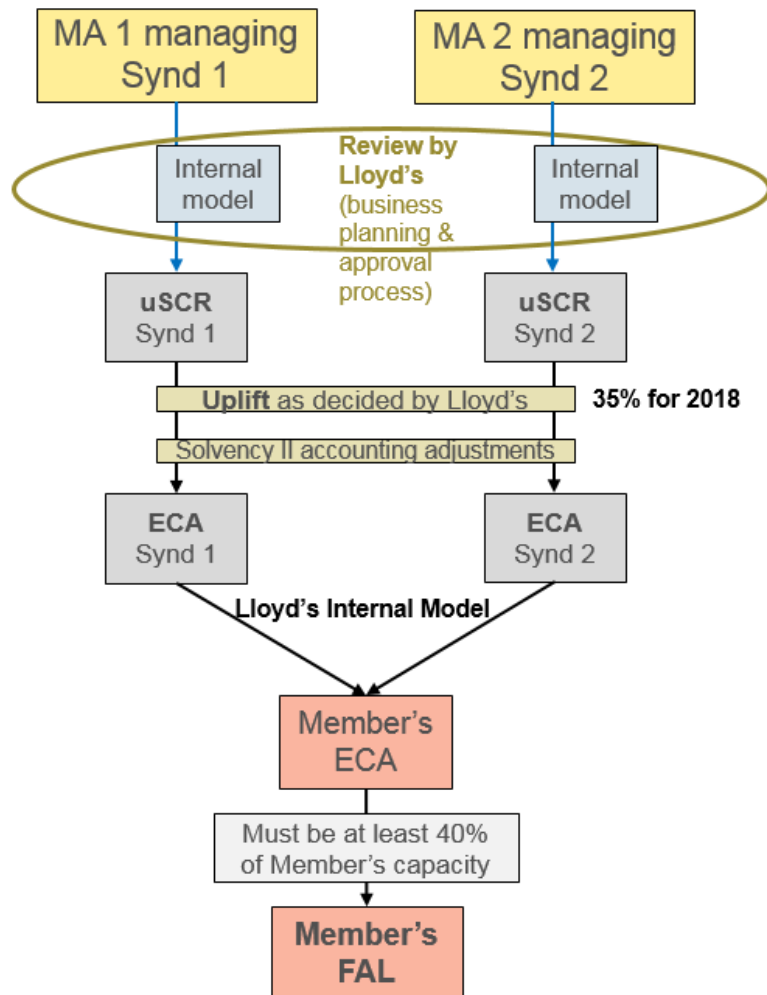 MA 1 managing
Synd 1
MA 2 managing
Synd 2
Internal
model
Review by
Lloyd's
(business
planning &
approval
process)
Internal
model
uSCR
Synd 1
uSCR
Synd 2
Uplift as decided by Lloyd's
35% for 2018
Solvency II accounting adjustments
ECA
Synd 1
ECA
Synd 2
Lloyd's Internal Model
Member's
ECA
Must be at least 40%
of Member's capacity
Member's
FAL